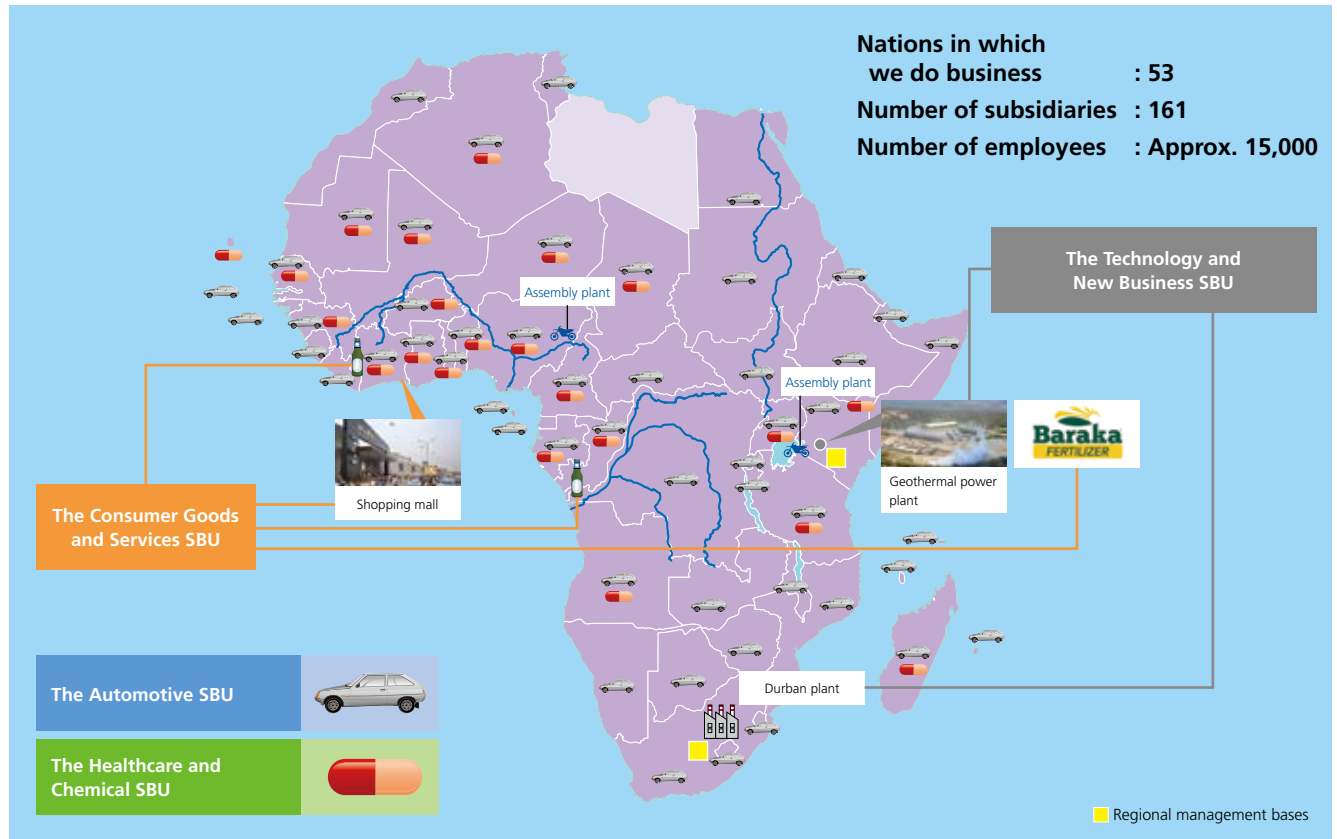 Nations in which
we do business : 53
Number of subsidiaries : 161
Number of employees : Approx. 15,000
The Technology and
New Business SBU
Assembly plant
Assembly plant
Baraka
FERTILIZER
Geothermal power
plant
Shopping mall
The Consumer Goods
and Services SBU
Durban plant
The Automotive SBU
The Healthcare and
Chemical SBU
Regional management bases